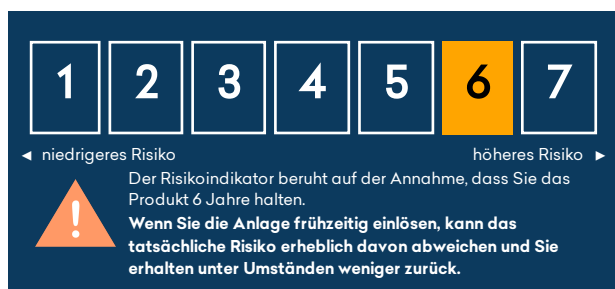 1 2 3 4 5 6 7
◄ niedrigeres Risiko höheres Risiko ►
Der Risikoindikator beruht auf der Annahme, dass Sie das
Produkt 6 Jahre halten.
Wenn Sie die Anlage frühzeitig einlösen, kann das
tatsächliche Risiko erheblich davon abweichen und Sie
erhalten unter Umständen weniger zurück.